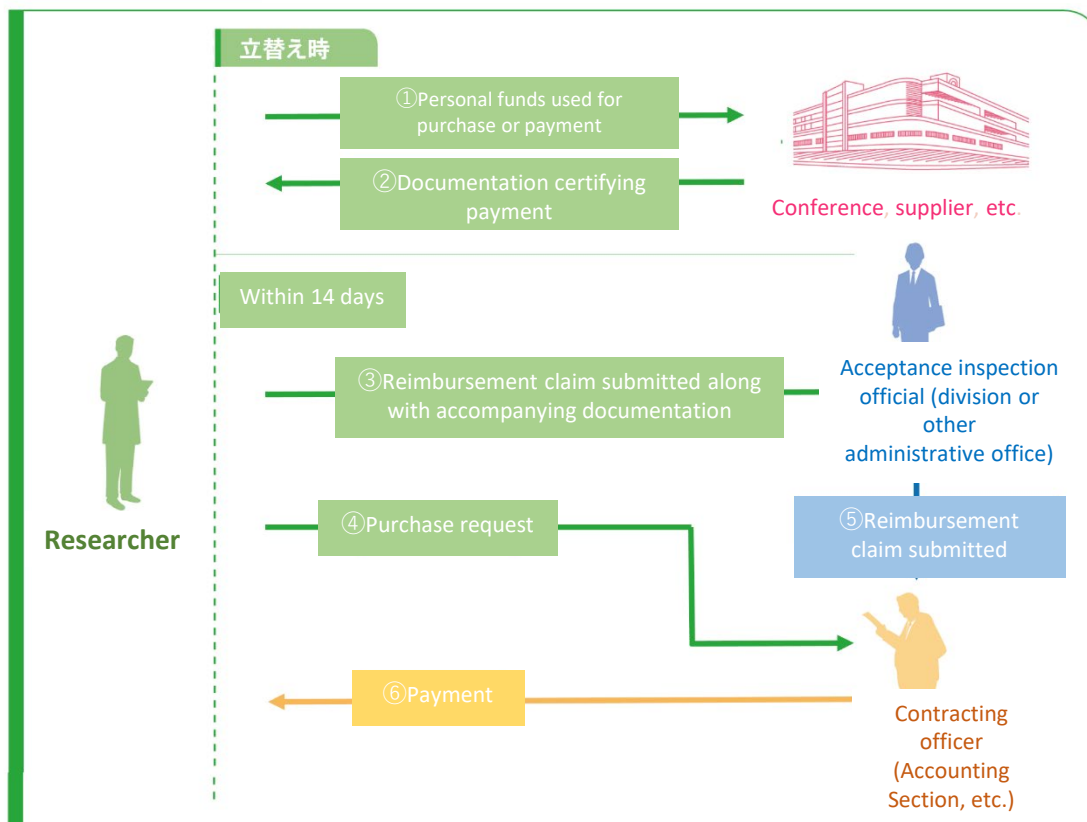 立替え時
①Personal funds used for
purchase or payment
②Documentation certifying
payment
Conference, supplier, etc.
Within 14 days
③Reimbursement claim submitted along
with accompanying documentation
Acceptance inspection
official (division or
other
administrative office)
Researcher
④Purchase request
⑤Reimbursement
claim submitted
⑥Payment
Contracting
officer
(Accounting
Section, etc.)